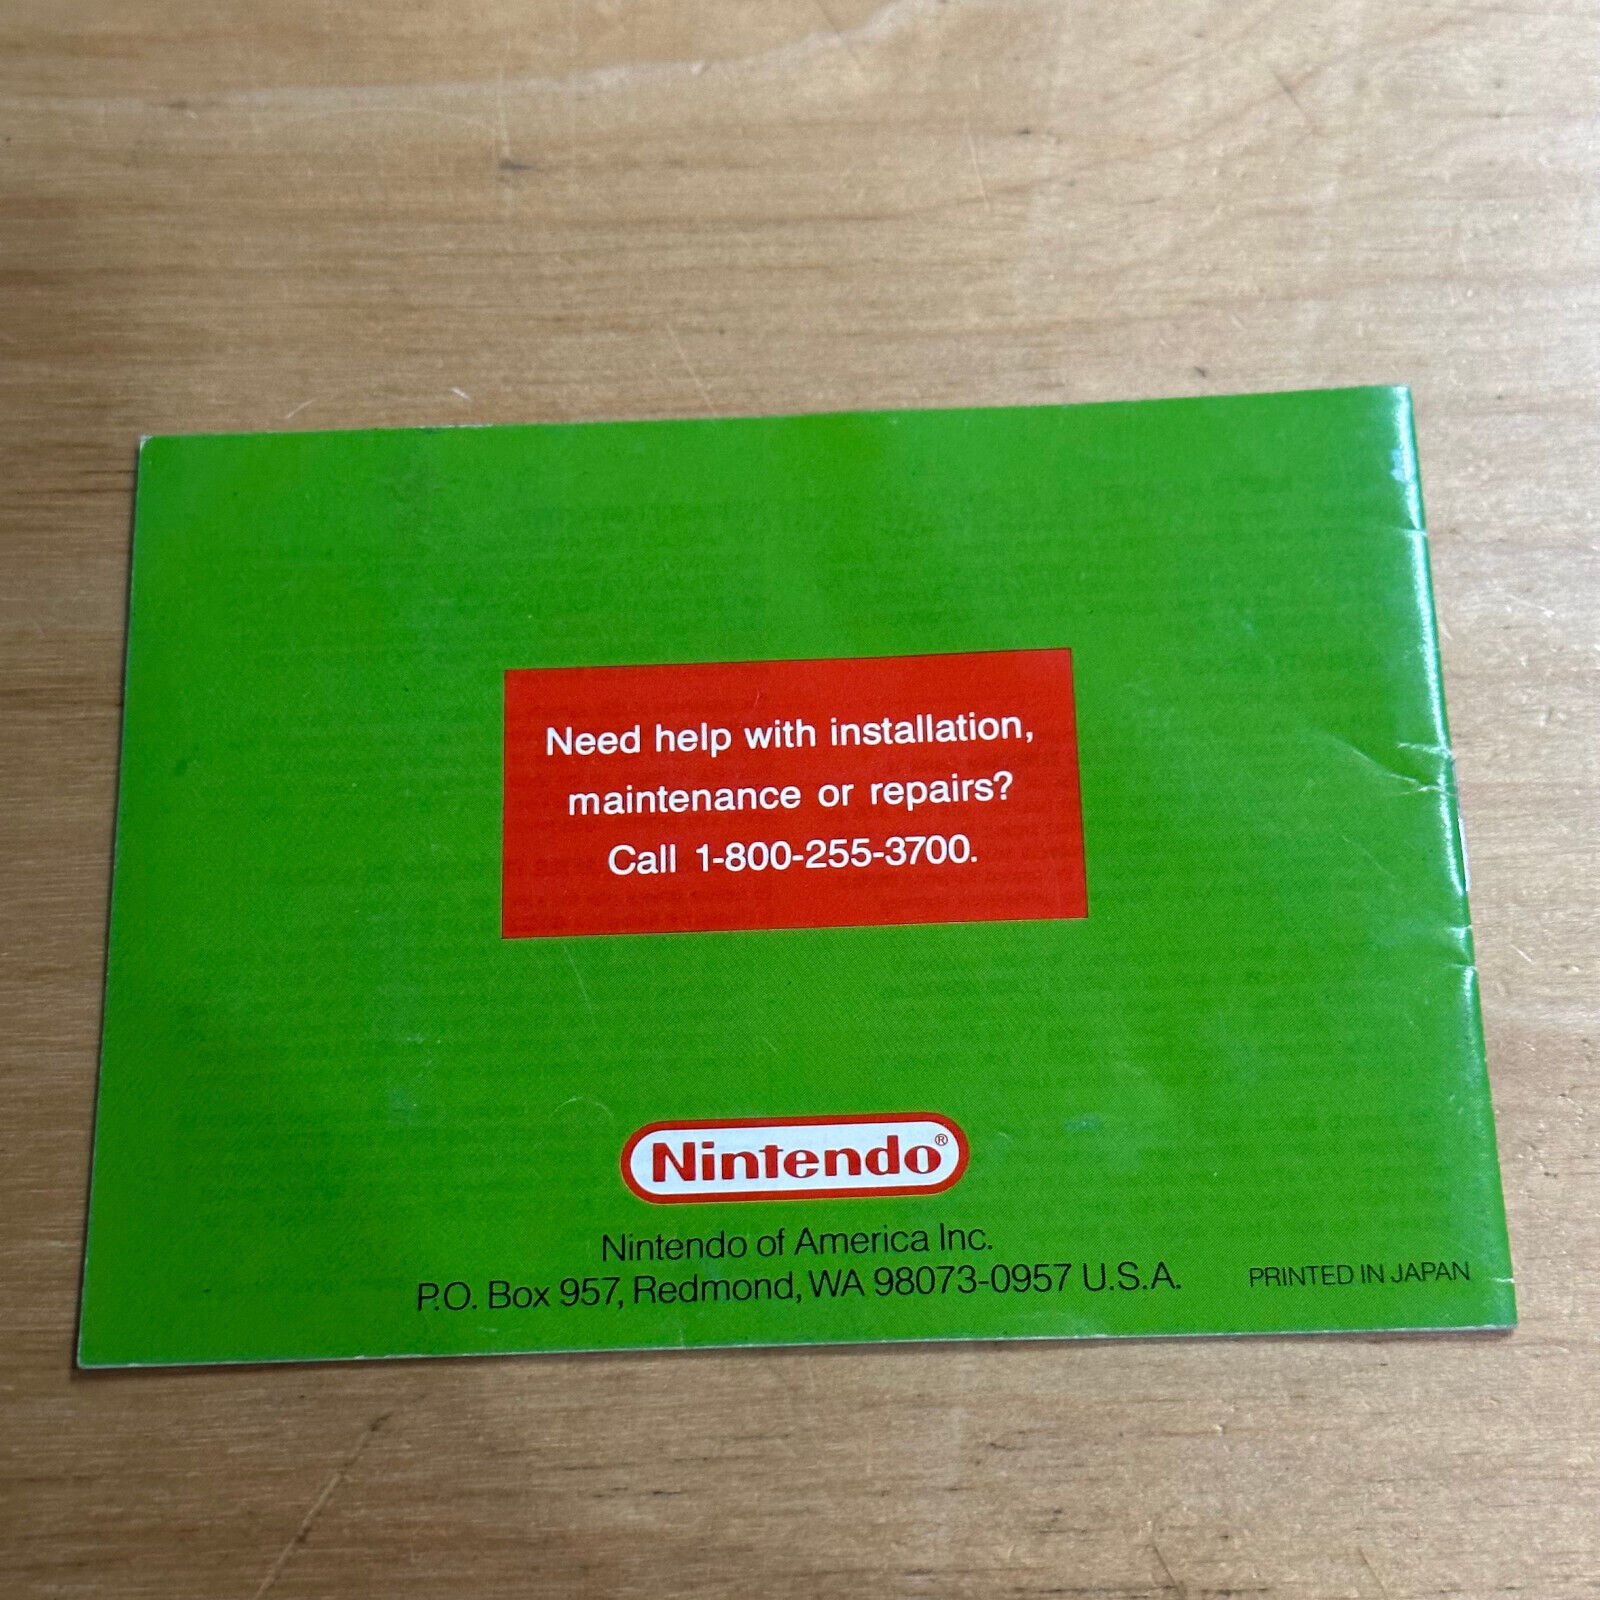 Need help with installation,
maintenance or repairs?
Call 1-800-255-3700.
Nintendo®
Nintendo of America Inc.
P.O. Box 957, Redmond, WA 98073-0957 U.S.A.
PRINTED IN JAPAN